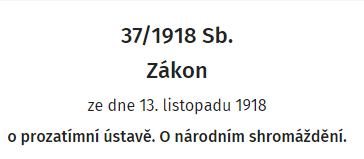 37/1918 Sb.
Zákon
ze dne 13. listopadu 1918
o prozatímní ústavě. O národním shromáždění.